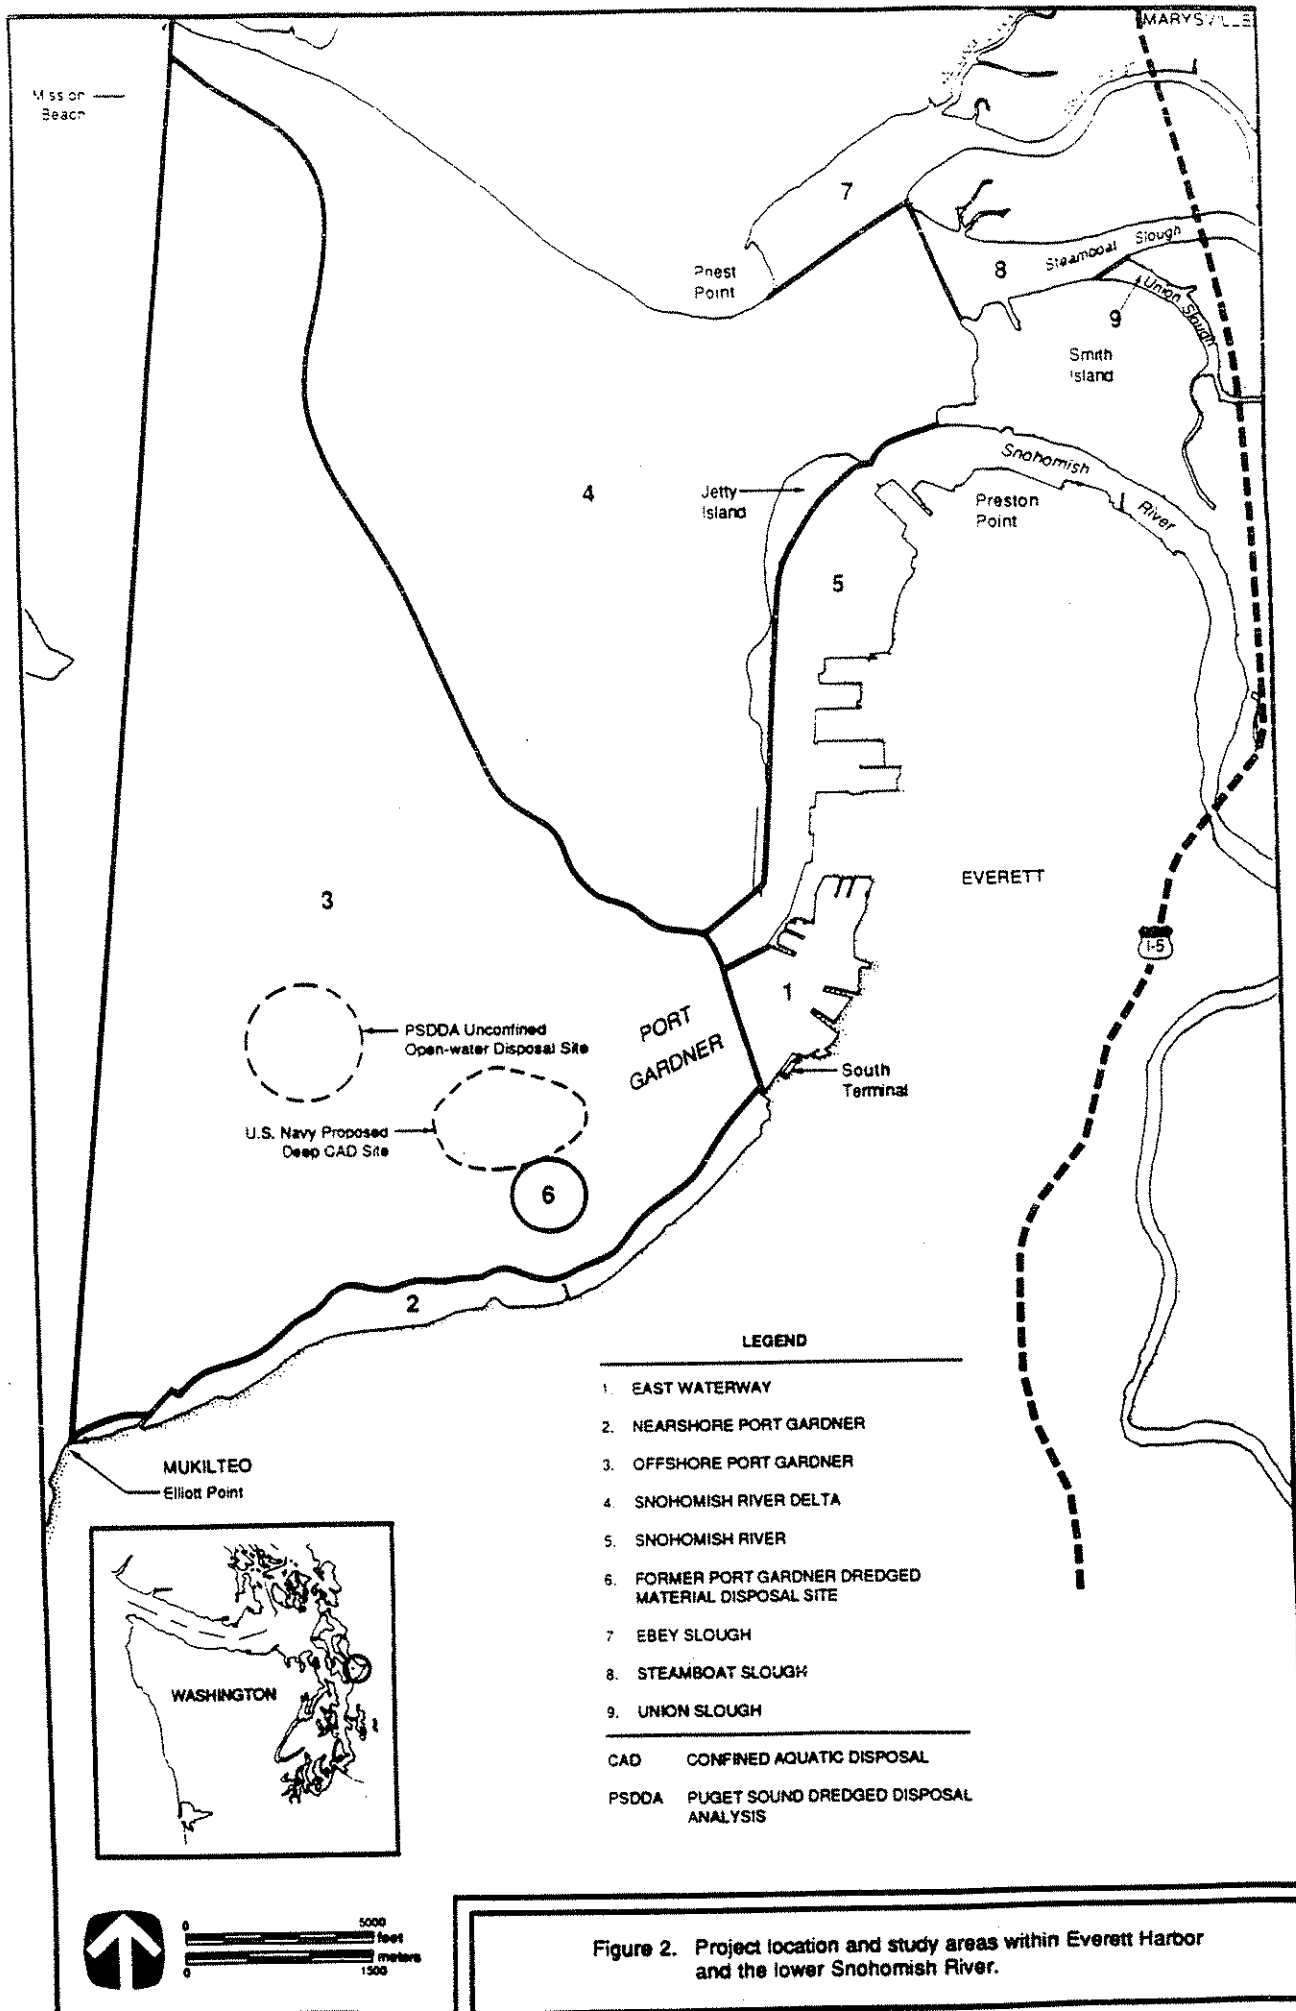 MARYSVILLE
Mission
Beach
7
Priest
Point
8
Steamboat Slough
Union Slough
9
Smith
Island
4
Jetty
Island
Snohomish
River
Preston
Point
5
3
EVERETT
I-5
1
PORT
GARDNER
PSDDA Unconfined
Open-water Disposal Site
South
Terminal
U.S. Navy Proposed
Deep CAD Site
6
2
MUKILTEO
Elliott Point
LEGEND
1. EAST WATERWAY
2. NEARSHORE PORT GARDNER
3. OFFSHORE PORT GARDNER
4. SNOHOMISH RIVER DELTA
5. SNOHOMISH RIVER
6. FORMER PORT GARDNER DREDGED
MATERIAL DISPOSAL SITE
7 EBEY SLOUGH
8. STEAMBOAT SLOUGH
9. UNION SLOUGH
CAD CONFINED AQUATIC DISPOSAL
PSDDA PUGET SOUND DREDGED DISPOSAL
ANALYSIS
WASHINGTON
0 5000
feet
meters
0 1500
Figure 2. Project location and study areas within Everett Harbor
and the lower Snohomish River.